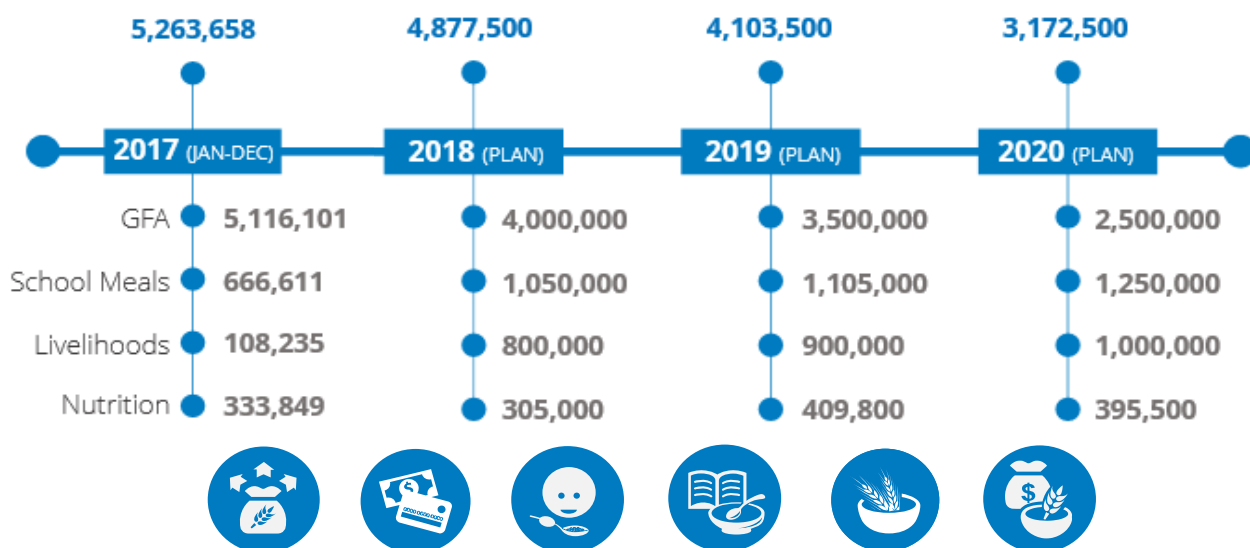 5,263,658 4,877,500 4,103,500 3,172,500
2017 (JAN-DEC) 2018 (PLAN) 2019 (PLAN) 2020 (PLAN)
GFA 5,116,101 4,000,000 3,500,000 2,500,000
School Meals 666,611 1,050,000 1,105,000 1,250,000
Livelihoods 108,235 800,000 900,000 1,000,000
Nutrition 333,849 305,000 409,800 395,500
$ $